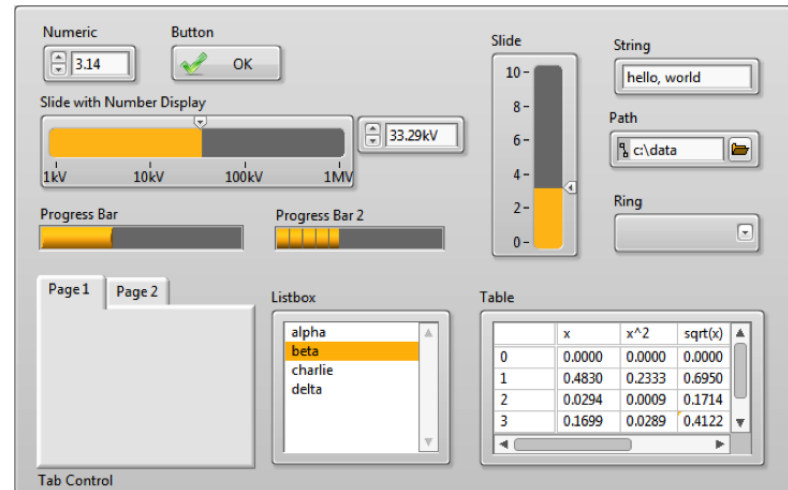 Numeric
Button
3.14
OK
Slide with Number Display
33.29kV
1kV 10kV 100kV 1MV
Progress Bar
Progress Bar 2
Slide
10
8
6
4
2
0
String
hello, world
Path
c:\data
Ring
Page 1 Page 2
Tab Control
Listbox
alpha
beta
charlie
delta
Table
x x^2 sqrt(x)
0 0.0000 0.0000 0.0000
1 0.4830 0.2333 0.6950
2 0.0294 0.0009 0.1714
3 0.1699 0.0289 0.4122